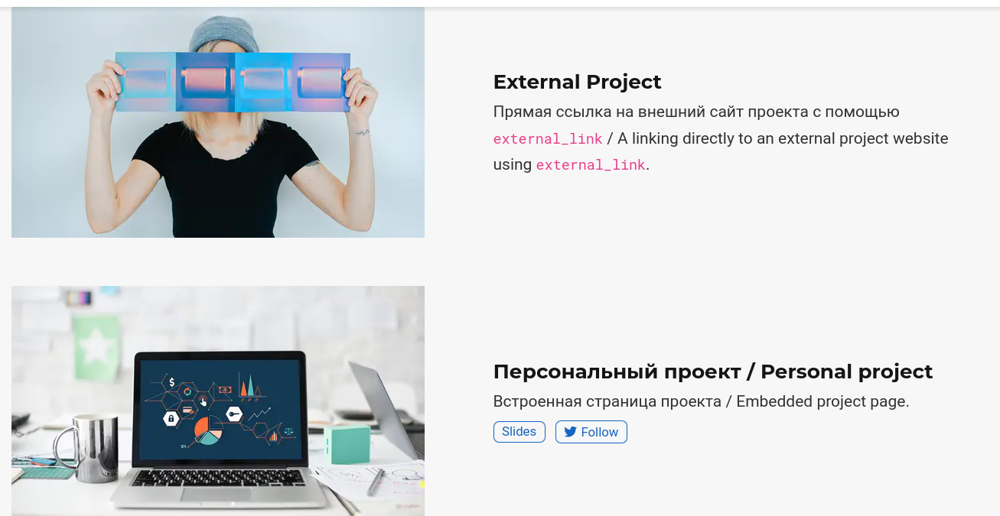 External Project
Прямая ссылка на внешний сайт проекта с помощью
external_link / A linking directly to an external project website
using external_link.
Персональный проект / Personal project
Встроенная страница проекта / Embedded project page.
Slides
Follow